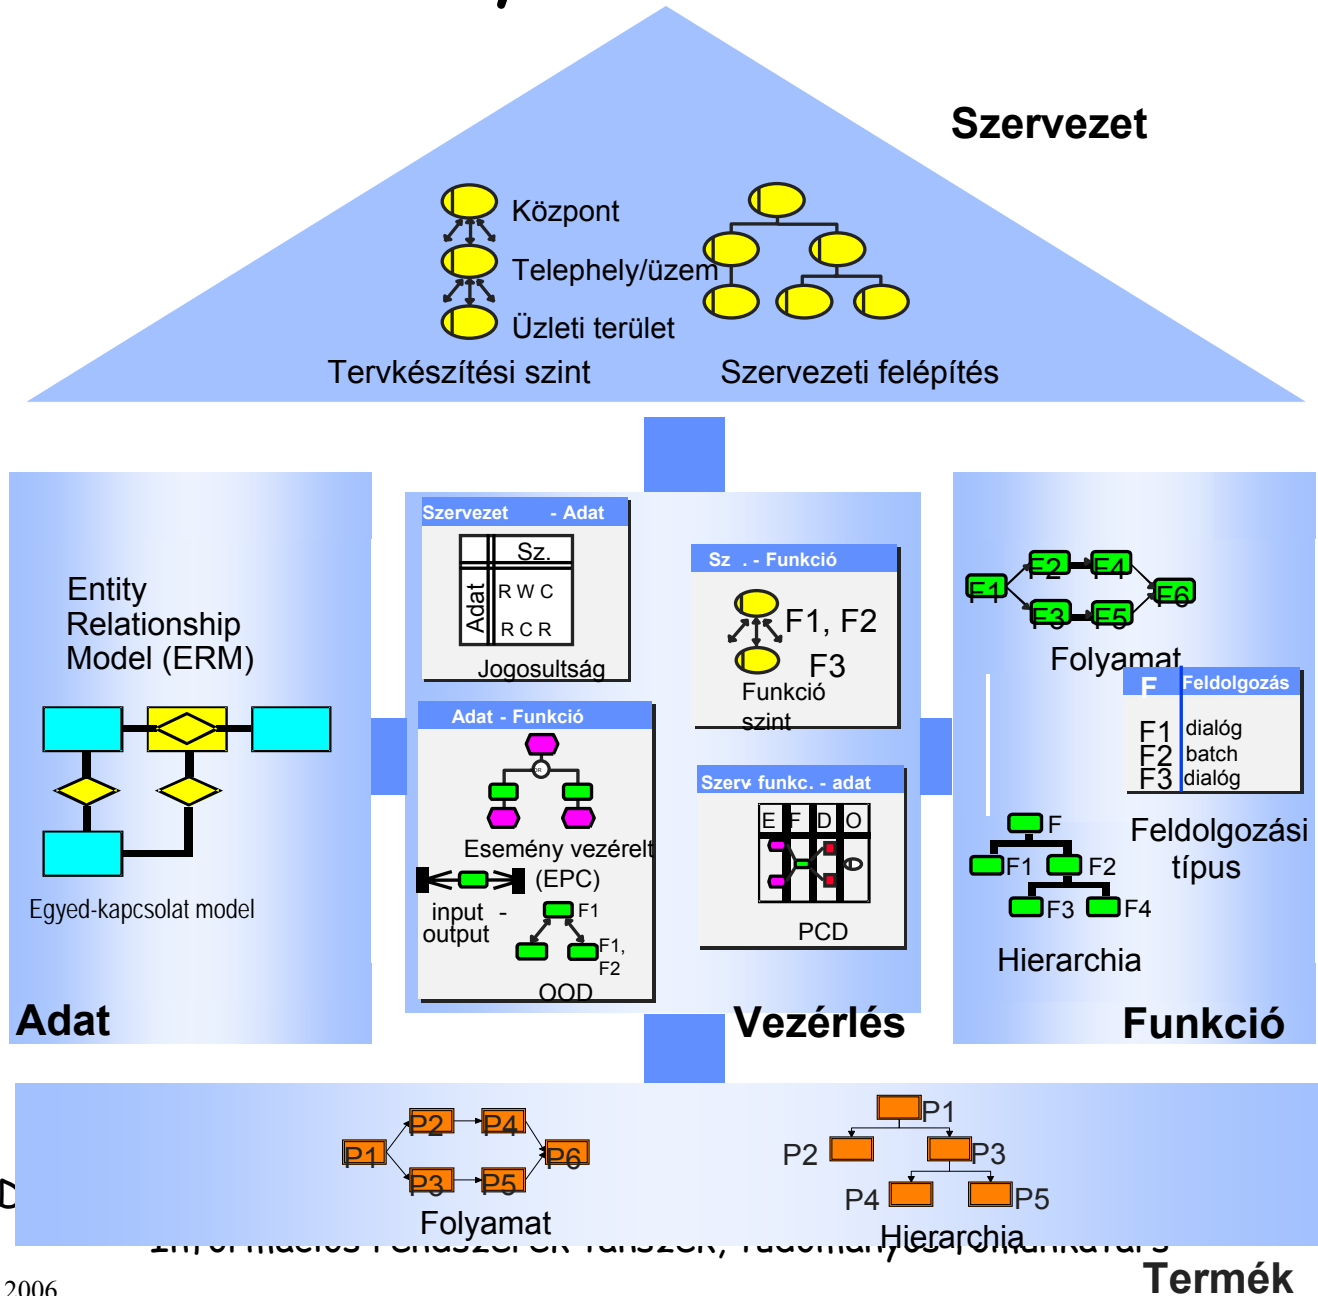 Szervezet
Központ
Telephely/üzem
Üzleti terület
Tervkészítési szint
Szervezeti felépítés
Entity
Relationship
Model (ERM)
Egyed-kapcsolat model
Adat
Szervezet - Adat
Sz.
Adat
R W C
R C R
Jogosultság
Adat - Funkció
OR
Esemény vezérelt
(EPC)
input -
output
F1
F1,
F2
OOD
Sz . - Funkció
F1, F2
F3
Funkció
szint
Szerv. funkc. - adat
E F D O
PCD
Vezérlés
F1
F2
F4
F3
F5
F6
Folyamat
F Feldolgozás
F1 dialóg
F2 batch
F3 dialóg
Feldolgozási
típus
F
F1
F2
F3
F4
Hierarchia
Funkció
P1
P2
P4
P3
P5
P6
Folyamat
P1
P2
P3
P4
P5
Hierarchia
Termék
2006